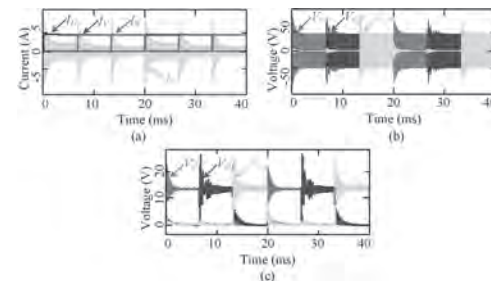 5
0
-5
Current (A)
0 10 20 30 40
Time (ms)
(a)
50
0
-50
Voltage (V)
0 10 20 30 40
Time (ms)
(b)
20
10
0
Voltage (V)
0 10 20 30 40
Time (ms)
(c)